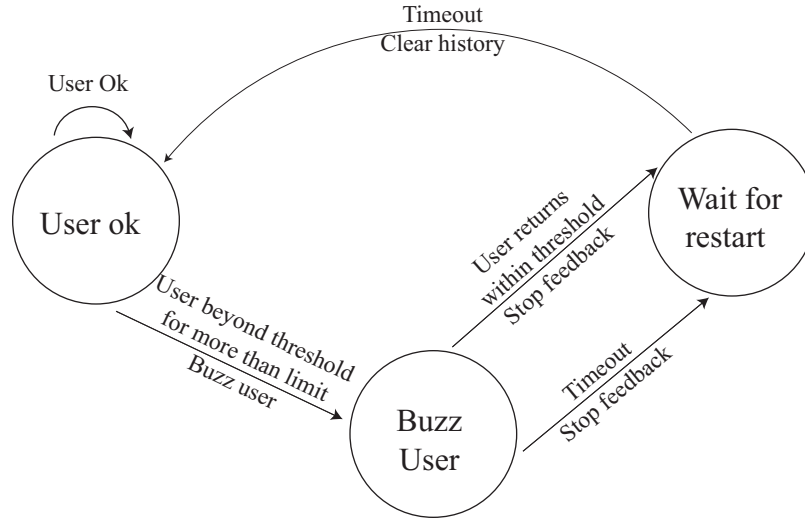 Timeout
Clear history
User Ok
User ok
Wait for
restart
User returns
within threshold
Stop feedback
User beyond threshold
for more than limit
Buzz user
Timeout
Stop feedback
Buzz
User